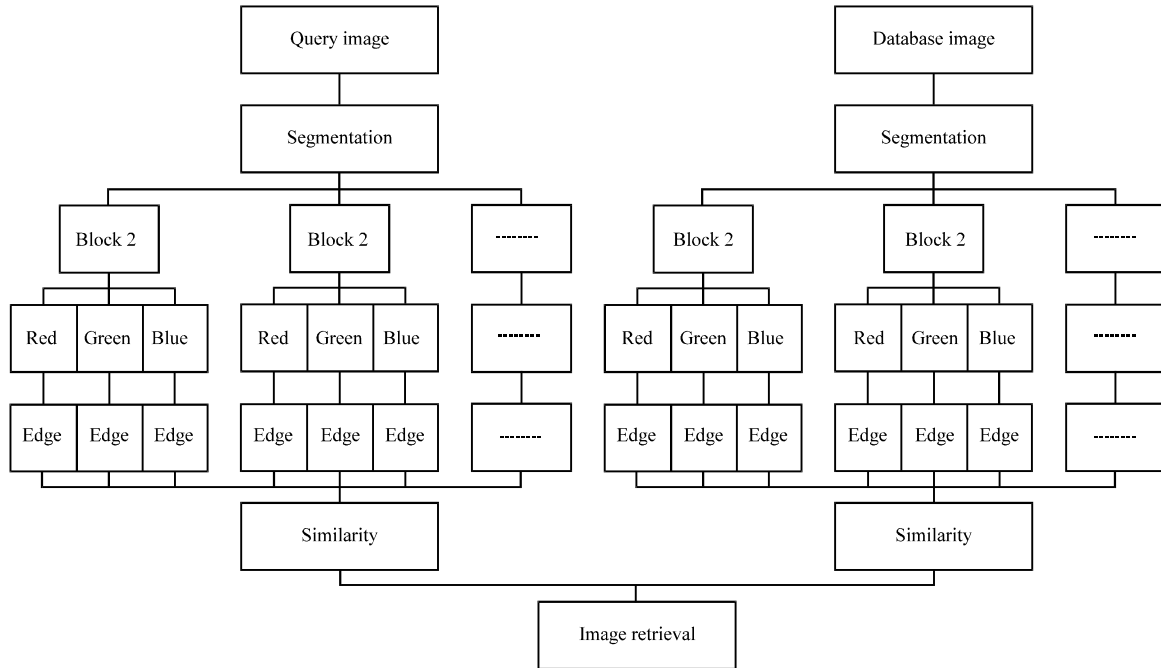 Query image
Database image
Segmentation
Segmentation
Block 2
Block 2
--------
Block 2
Block 2
--------
Red Green Blue
Red Green Blue
--------
Red Green Blue
Red Green Blue
--------
Edge Edge Edge
Edge Edge Edge
--------
Edge Edge Edge
Edge Edge Edge
--------
Similarity
Similarity
Image retrieval